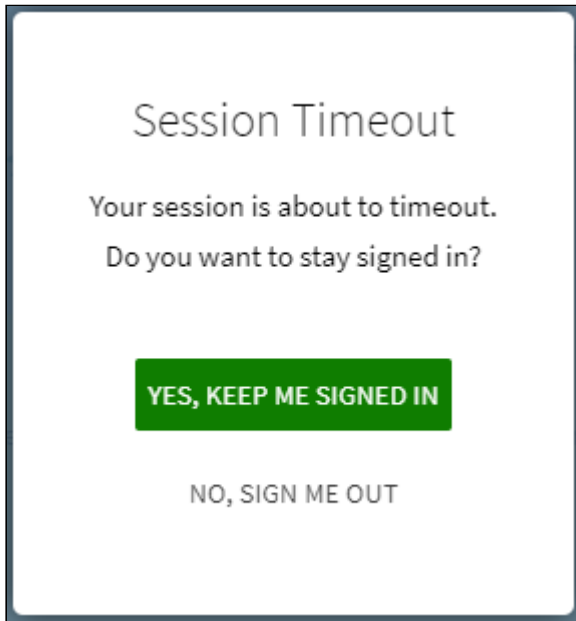 Session Timeout
Your session is about to timeout.
Do you want to stay signed in?
YES, KEEP ME SIGNED IN
NO, SIGN ME OUT